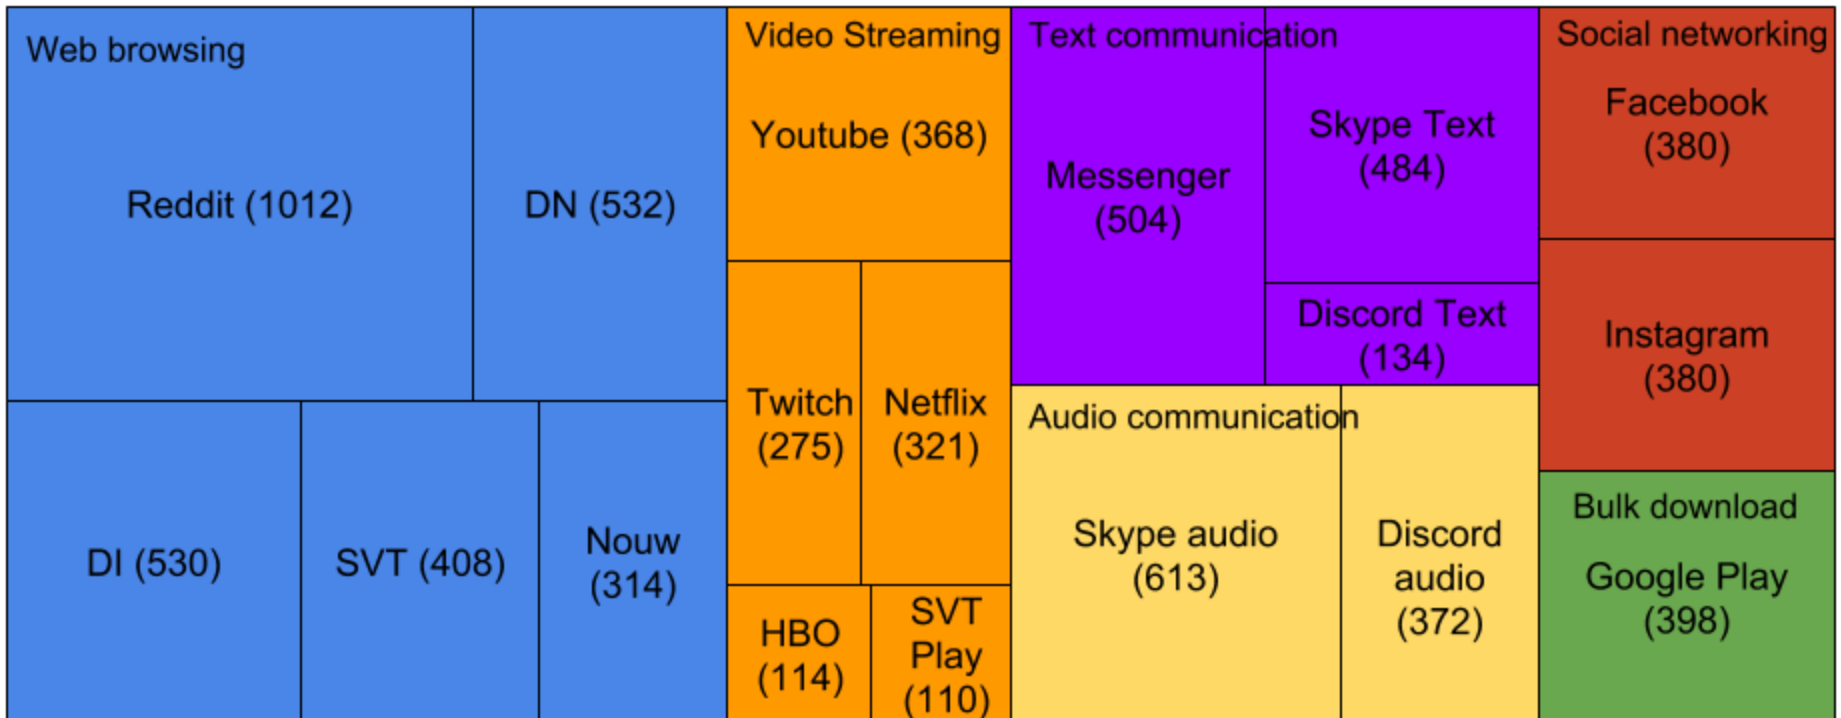 Web browsing
Reddit (1012)
DN (532)
DI (530)
SVT (408)
Nouw
(314)
Video Streaming
Youtube (368)
Twitch
(275)
Netflix
(321)
HBO
(114)
SVT
Play
(110)
Text communication
Messenger
(504)
Skype Text
(484)
Discord Text
(134)
Audio communication
Skype audio
(613)
Discord
audio
(372)
Social networking
Facebook
(380)
Instagram
(380)
Bulk download
Google Play
(398)